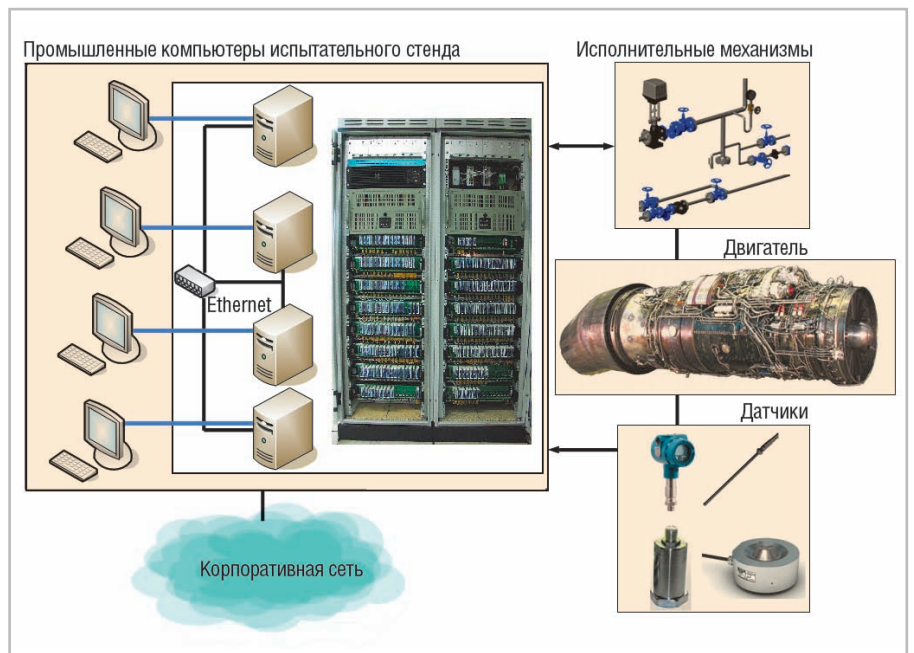 Промышленные компьютеры испытательного стенда
Исполнительные механизмы
Двигатель
Ethernet
Датчики
Корпоративная сеть